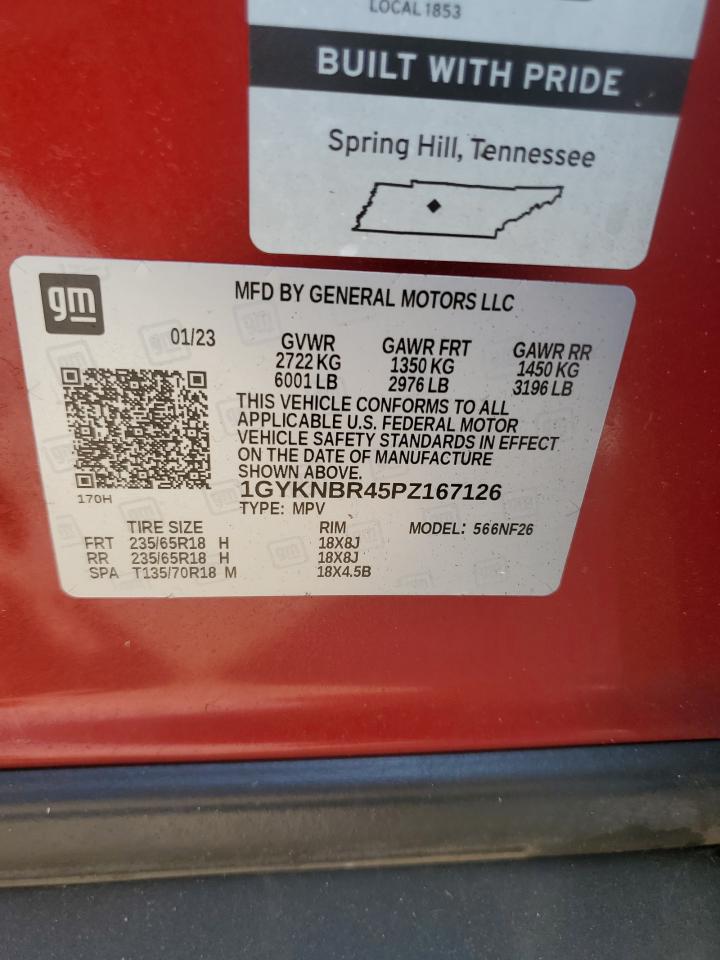 LOCAL 1853
BUILT WITH PRIDE
Spring Hill, Tennessee
gm
MFD BY GENERAL MOTORS LLC
01/23
GVWR GAWR FRT GAWR RR
2722 KG 1350 KG 1450 KG
6001 LB 2976 LB 3196 LB
THIS VEHICLE CONFORMS TO ALL
APPLICABLE U.S. FEDERAL MOTOR
VEHICLE SAFETY STANDARDS IN EFFECT
ON THE DATE OF MANUFACTURE
SHOWN ABOVE.
170H
1GYKNBR45PZ167126
TYPE: MPV
TIRE SIZE RIM MODEL: 566NF26
FRT 235/65R18 H 18X8J
RR 235/65R18 H 18X8J
SPA T135/70R18 M 18X4.5B